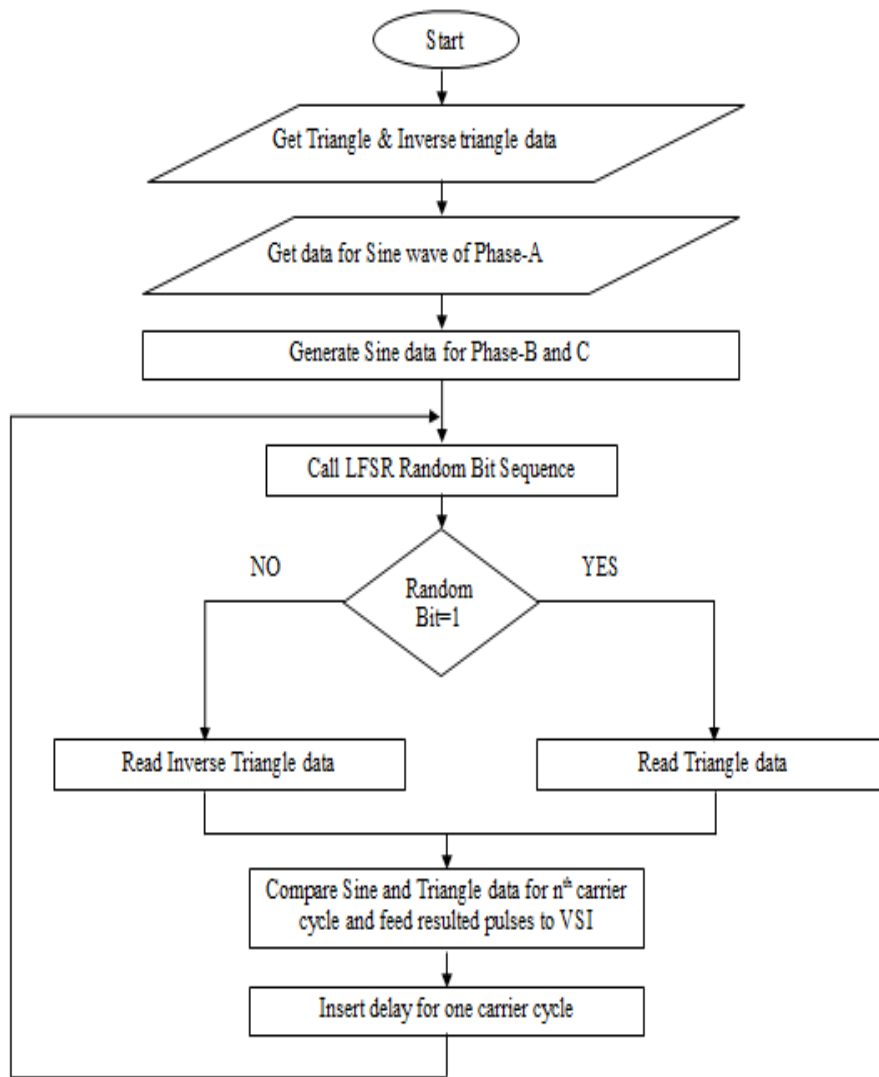 Start
Get Triangle & Inverse triangle data
Get data for Sine wave of Phase-A
Generate Sine data for Phase-B and C
Call LFSR Random Bit Sequence
NO
YES
Random
Bit=1
Read Inverse Triangle data
Read Triangle data
Compare Sine and Triangle data for nth carrier
cycle and feed resulted pulses to VSI
Insert delay for one carrier cycle